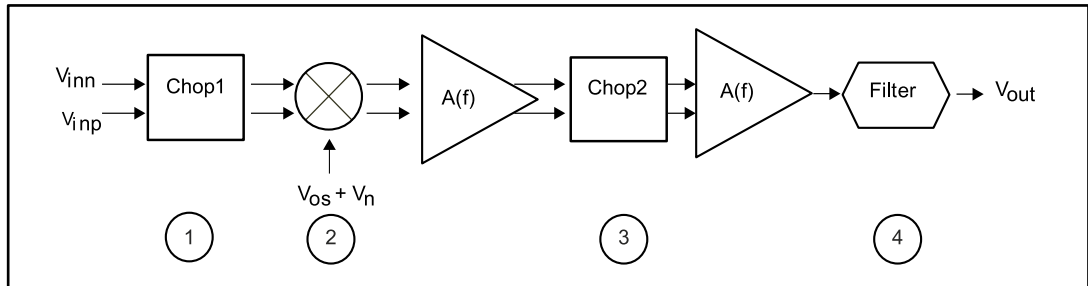 Vinn
Vinp
Chop1
Vos + Vn
A(f)
Chop2
A(f)
Filter
Vout
1
2
3
4